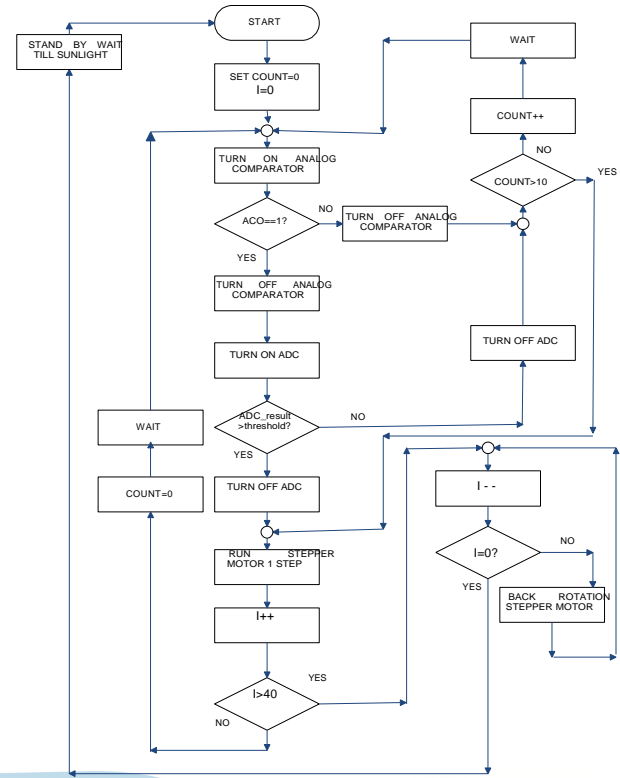 START
STAND BY WAIT
TILL SUNLIGHT
WAIT
SET COUNT=0
I=0
COUNT++
NO
TURN ON ANALOG
COMPARATOR
COUNT>10
YES
ACO==1?
NO
TURN OFF ANALOG
COMPARATOR
YES
TURN OFF ANALOG
COMPARATOR
TURN ON ADC
TURN OFF ADC
ADC_result
>threshold?
NO
WAIT
YES
TURN OFF ADC
COUNT=0
I - -
RUN STEPPER
MOTOR 1 STEP
I=0?
NO
YES
BACK ROTATION
STEPPER MOTOR
I++
I>40
YES
NO